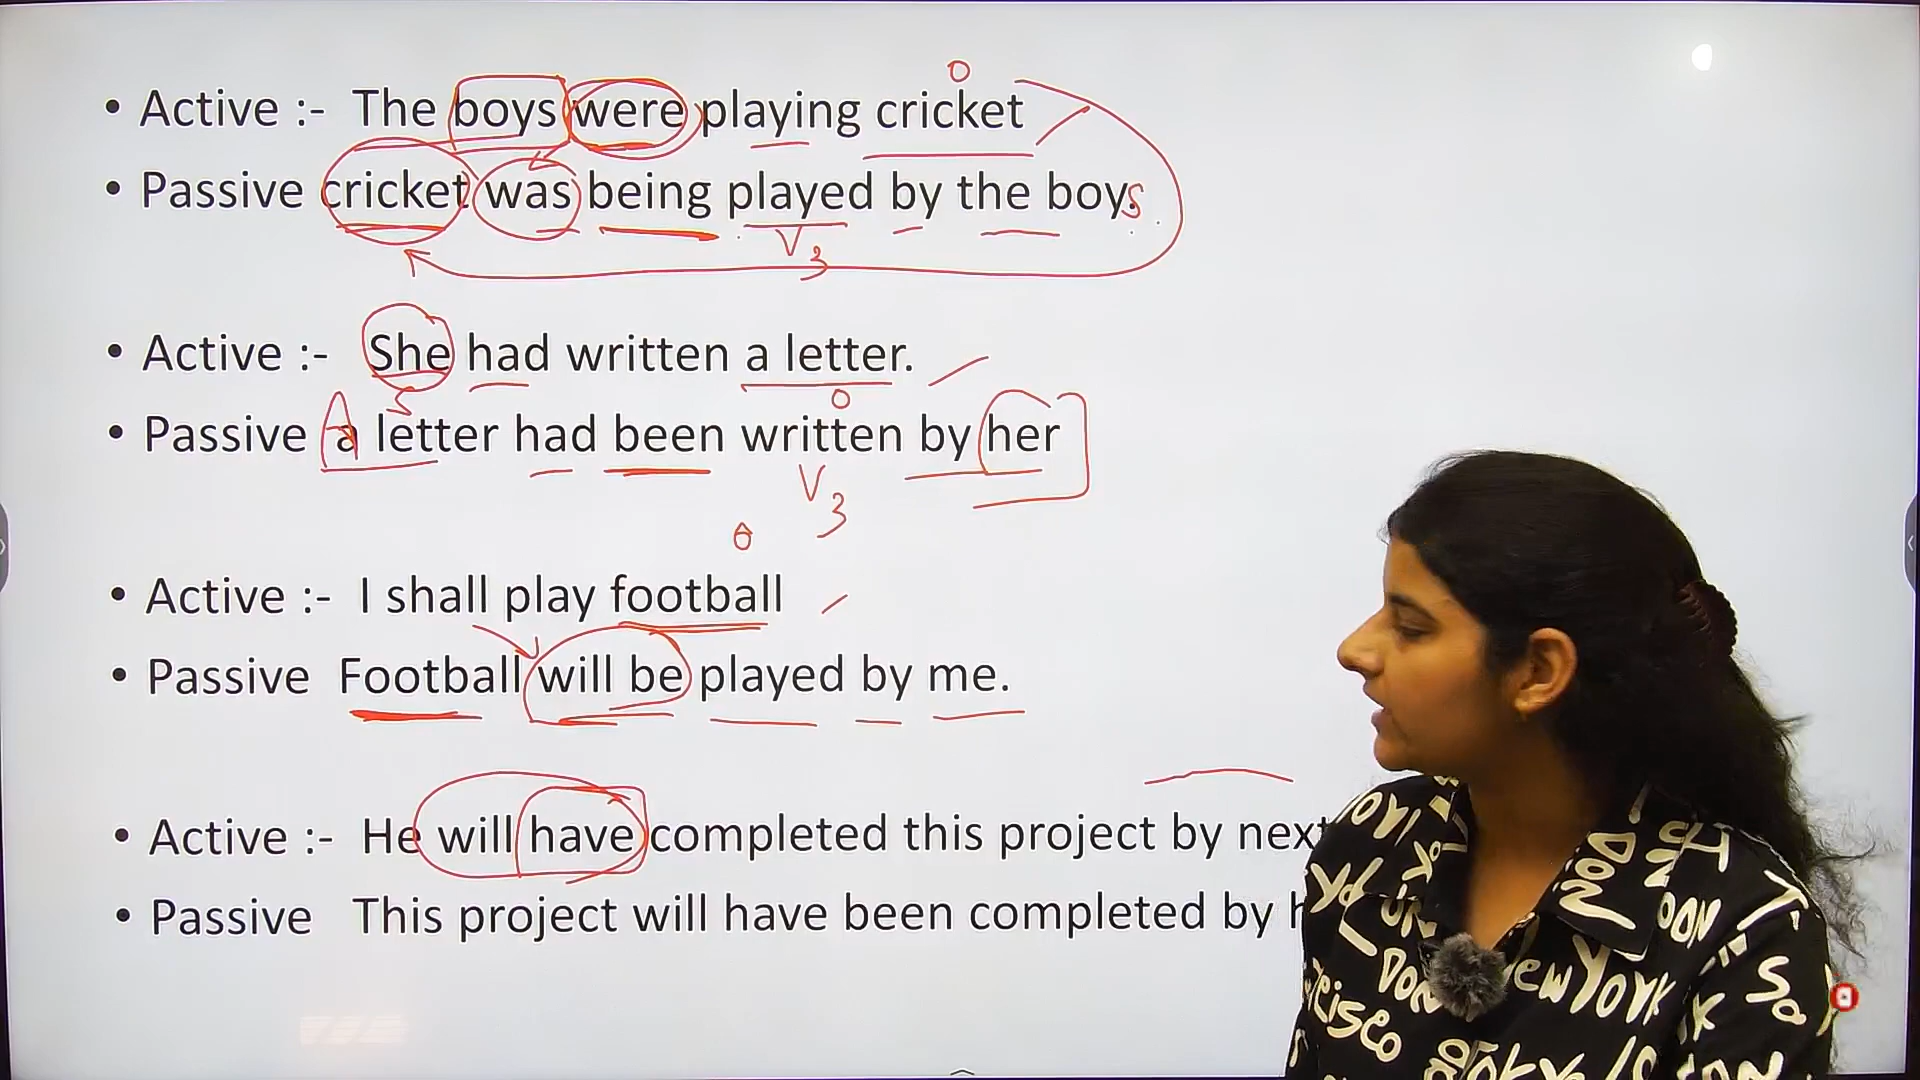 O
• Active :- The boys were playing cricket
• Passive cricket was being played by the boys
V3
• Active :- She had written a letter.
O
• Passive A letter had been written by her
V3
O
• Active :- I shall play football
• Passive Football will be played by me.
• Active :- He will have completed this project by next
• Passive This project will have been completed by